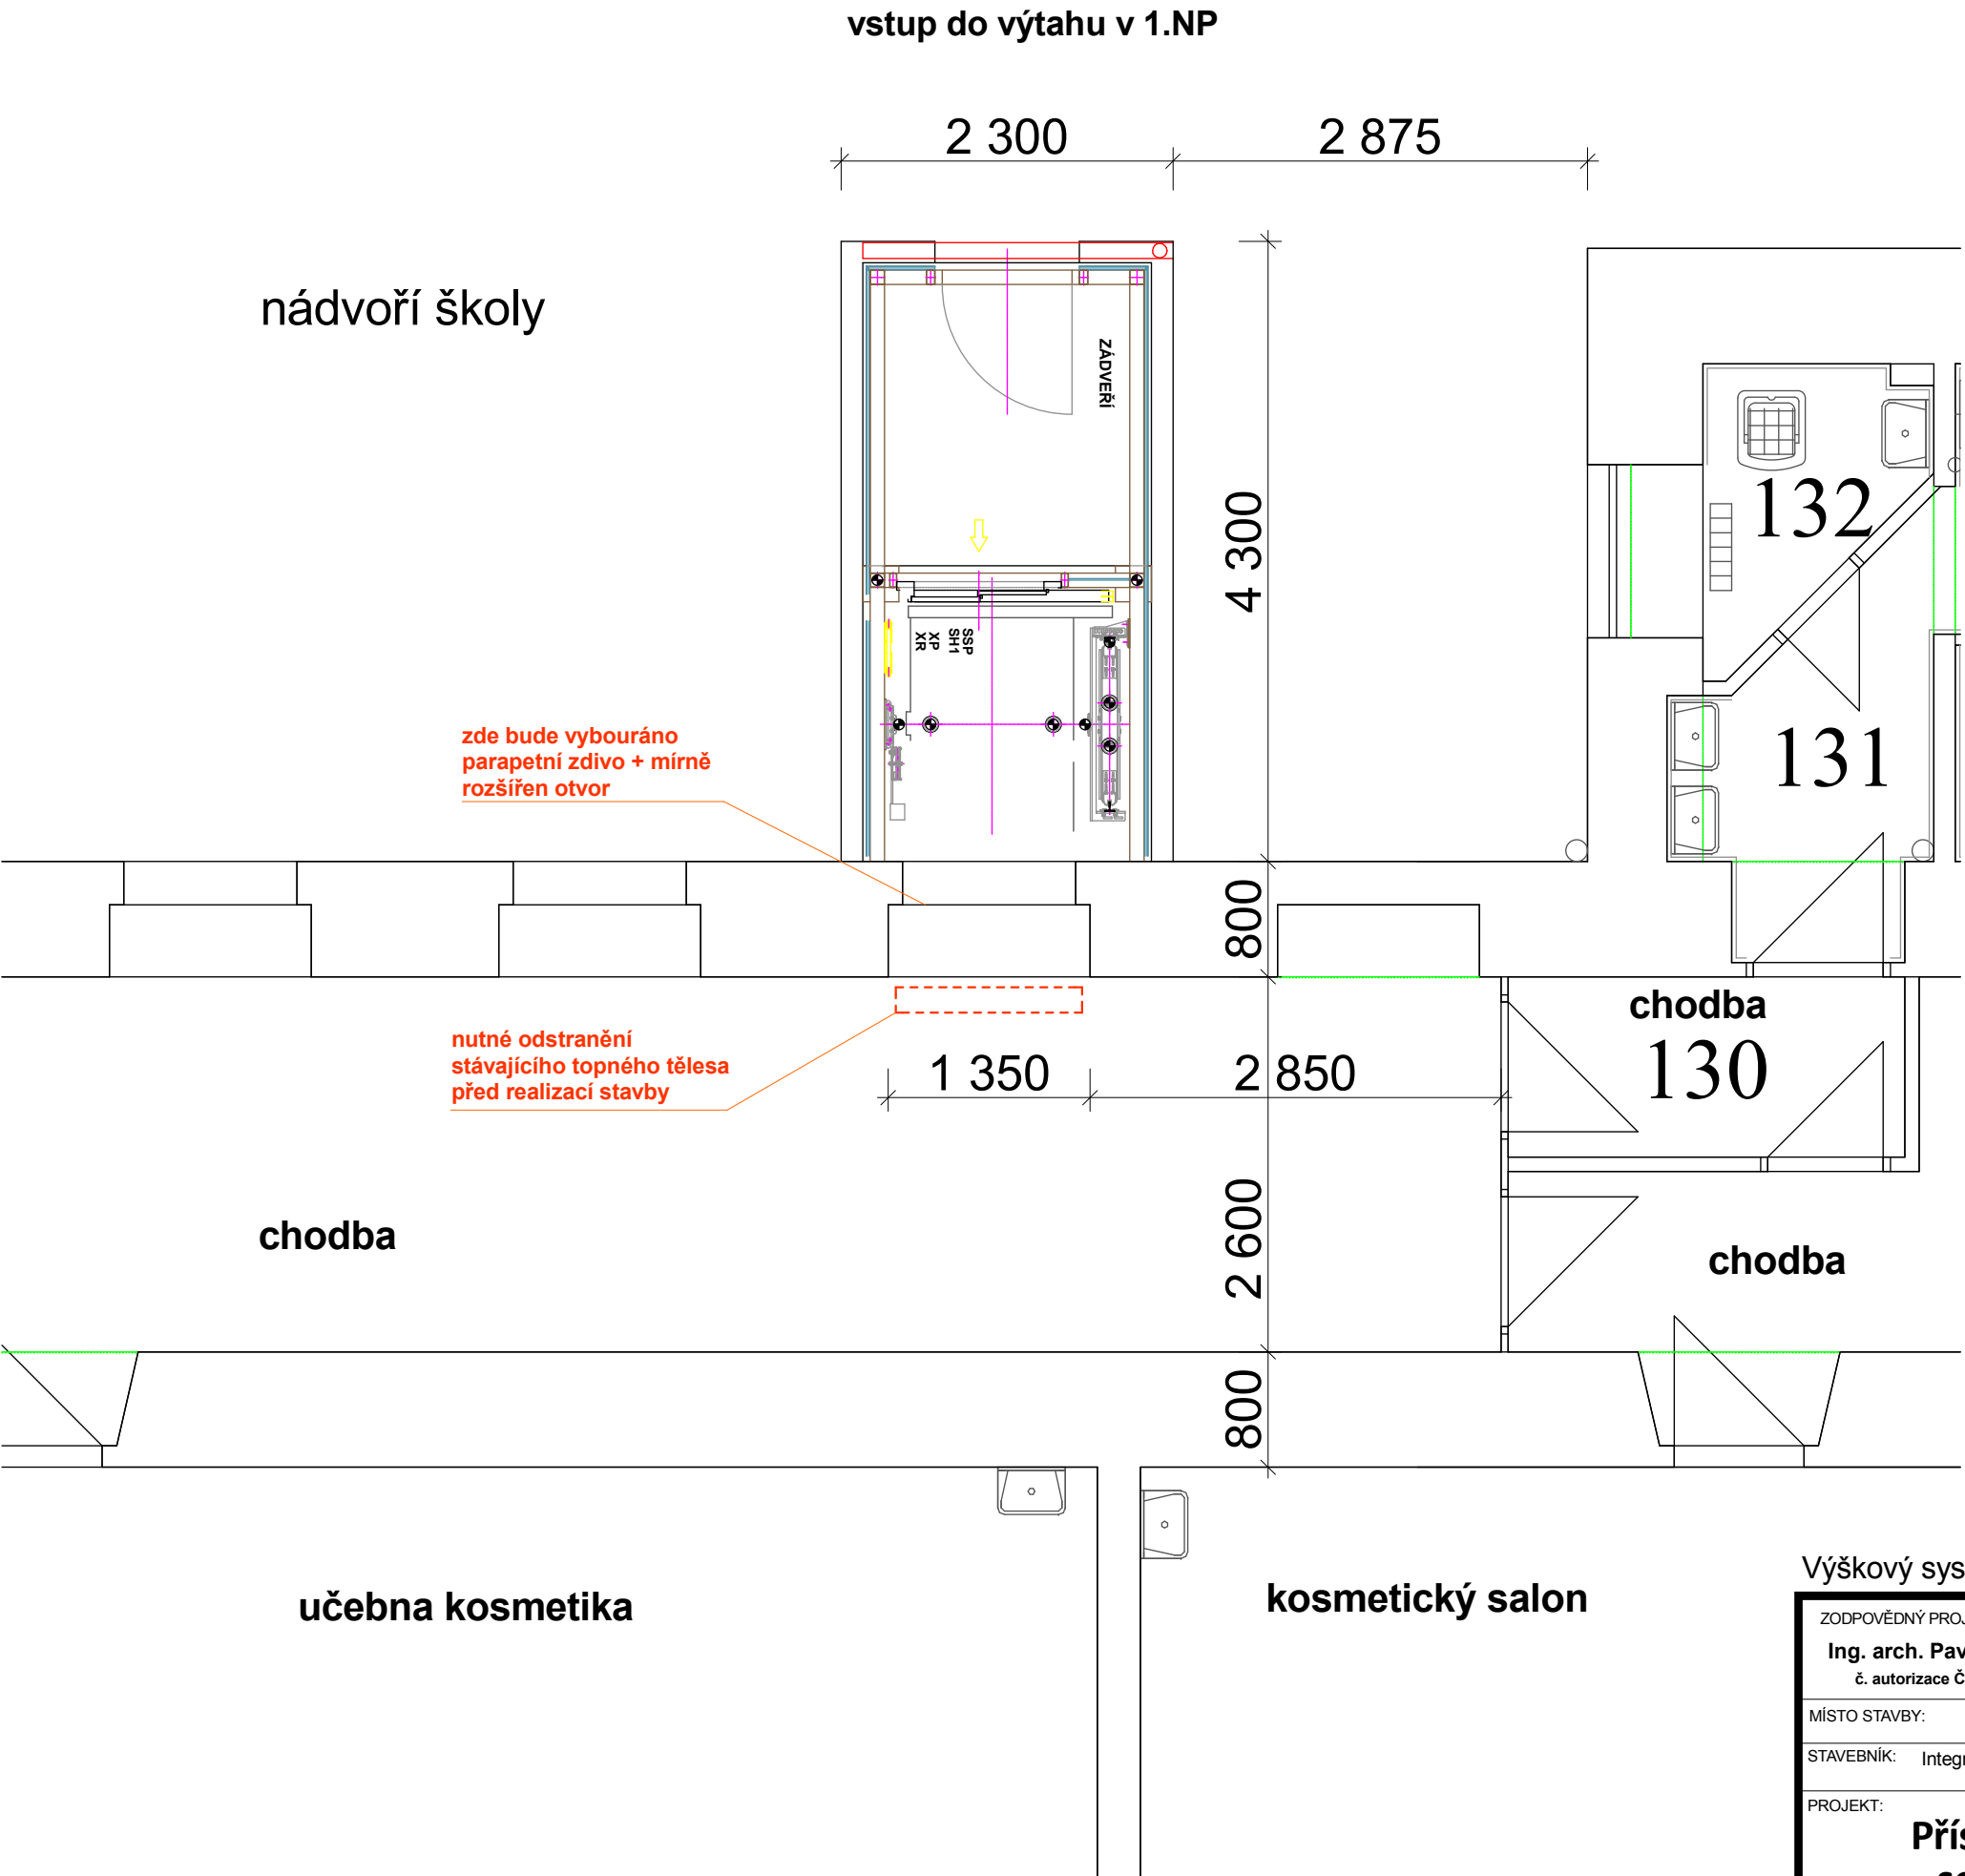 vstup do výtahu v 1.NP
2 300
2 875
nádvoří školy
ZÁDVEŘÍ
4 300
132
SSP
SH1
XP
XR
131
zde bude vybouráno
parapetní zdivo + mírně
rozšířen otvor
800
nutné odstranění
stávajícího topného tělesa
před realizací stavby
1 350
2 850
chodba
130
2 600
chodba
chodba
800
učebna kosmetika
kosmetický salon
Výškový sys
ZODPOVĚDNÝ PROJ
Ing. arch. Pav
č. autorizace Č
MÍSTO STAVBY:
STAVEBNÍK: Integr
PROJEKT:
Přís